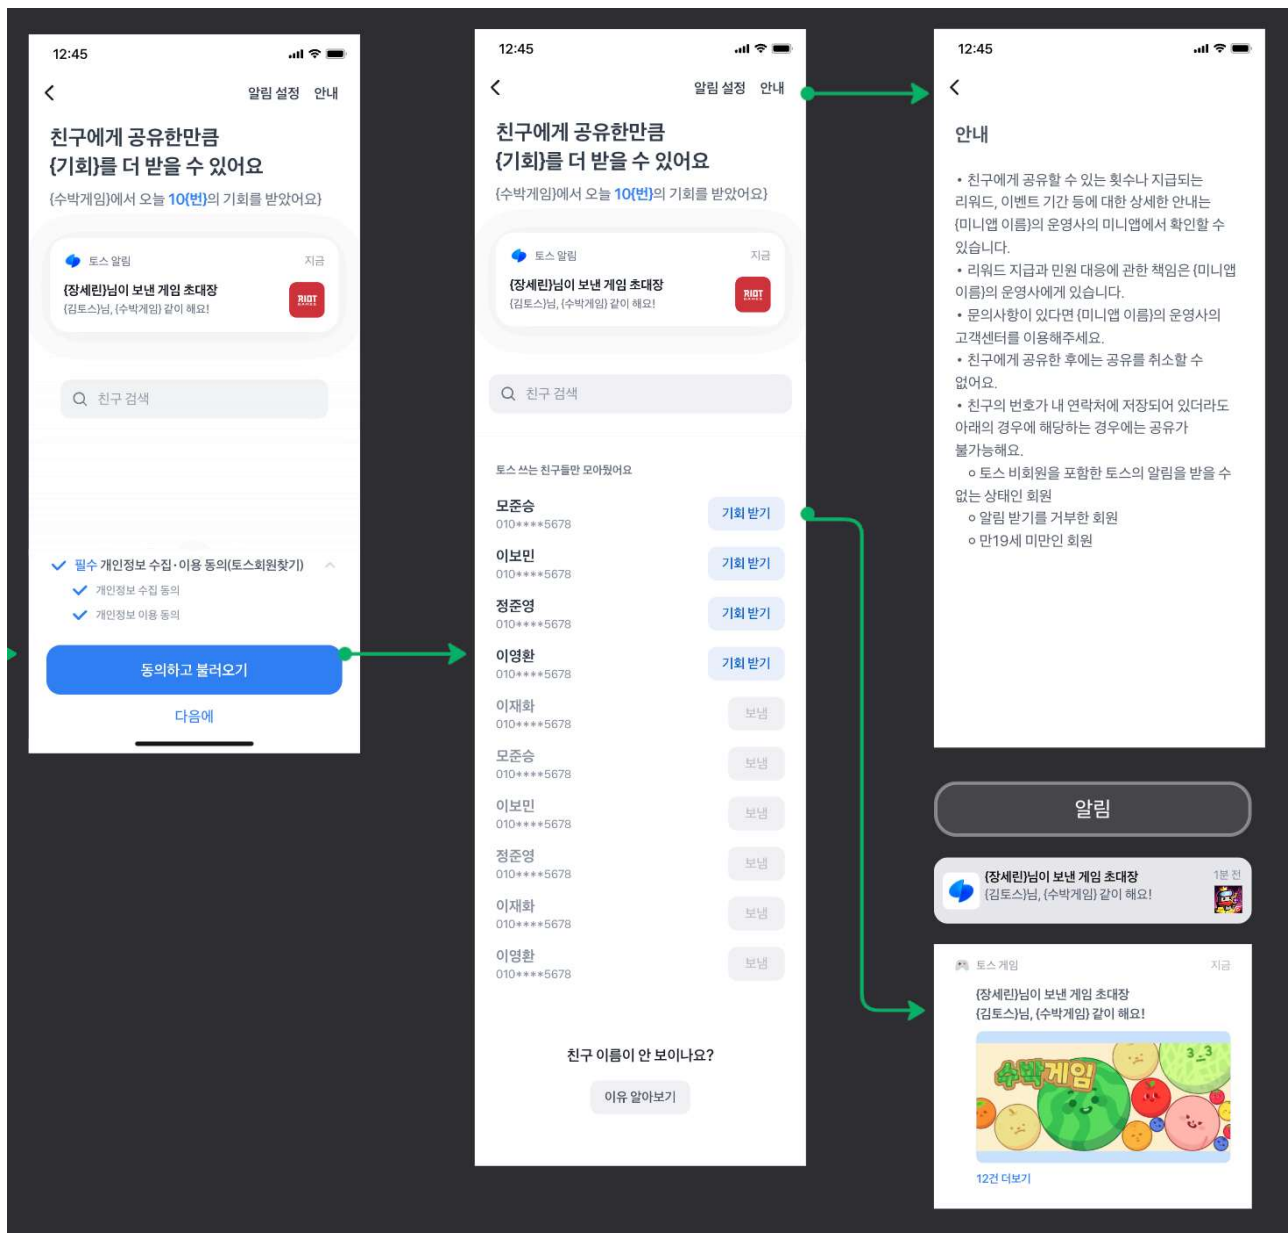 12:45
알림 설정 안내
친구에게 공유한만큼
{기회}를 더 받을 수 있어요
{수박게임}에서 오늘 10{번}의 기회를 받았어요}
토스 알림 지금
{장세린}님이 보낸 게임 초대장
{김토스}님, {수박게임} 같이 해요!
RIOT
GAMES
친구 검색
필수 개인정보 수집·이용 동의(토스회원찾기)
개인정보 수집 동의
개인정보 이용 동의
동의하고 불러오기
다음에
12:45
알림 설정 안내
친구에게 공유한만큼
{기회}를 더 받을 수 있어요
{수박게임}에서 오늘 10{번}의 기회를 받았어요}
토스 알림 지금
{장세린}님이 보낸 게임 초대장
{김토스}님, {수박게임} 같이 해요!
RIOT
GAMES
친구 검색
토스 쓰는 친구들만 모아뒀어요
모준승 기회 받기
010****5678
이보민 기회 받기
010****5678
정준영 기회 받기
010****5678
이영환 기회 받기
010****5678
이재화 보냄
010****5678
모준승 보냄
010****5678
이보민 보냄
010****5678
정준영 보냄
010****5678
이재화 보냄
010****5678
이영환 보냄
010****5678
친구 이름이 안 보이나요?
이유 알아보기
12:45
안내
• 친구에게 공유할 수 있는 횟수나 지급되는
리워드, 이벤트 기간 등에 대한 상세한 안내는
{미니앱 이름}의 운영사의 미니앱에서 확인할 수
있습니다.
• 리워드 지급과 민원 대응에 관한 책임은 {미니앱
이름}의 운영사에게 있습니다.
• 문의사항이 있다면 {미니앱 이름}의 운영사의
고객센터를 이용해주세요.
• 친구에게 공유한 후에는 공유를 취소할 수
없어요.
• 친구의 번호가 내 연락처에 저장되어 있더라도
아래의 경우에 해당하는 경우에는 공유가
불가능해요.
○ 토스 비회원을 포함한 토스의 알림을 받을 수
없는 상태인 회원
○ 알림 받기를 거부한 회원
○ 만19세 미만인 회원
알림
{장세린}님이 보낸 게임 초대장 1분 전
{김토스}님, {수박게임} 같이 해요!
토스 게임 지금
{장세린}님이 보낸 게임 초대장
{김토스}님, {수박게임} 같이 해요!
수박게임
12건 더보기